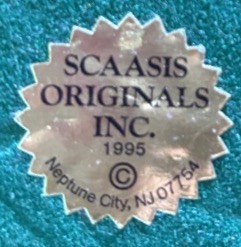 SCAASIS
ORIGINALS
INC.
1995
©
Neptune City, NJ 07754